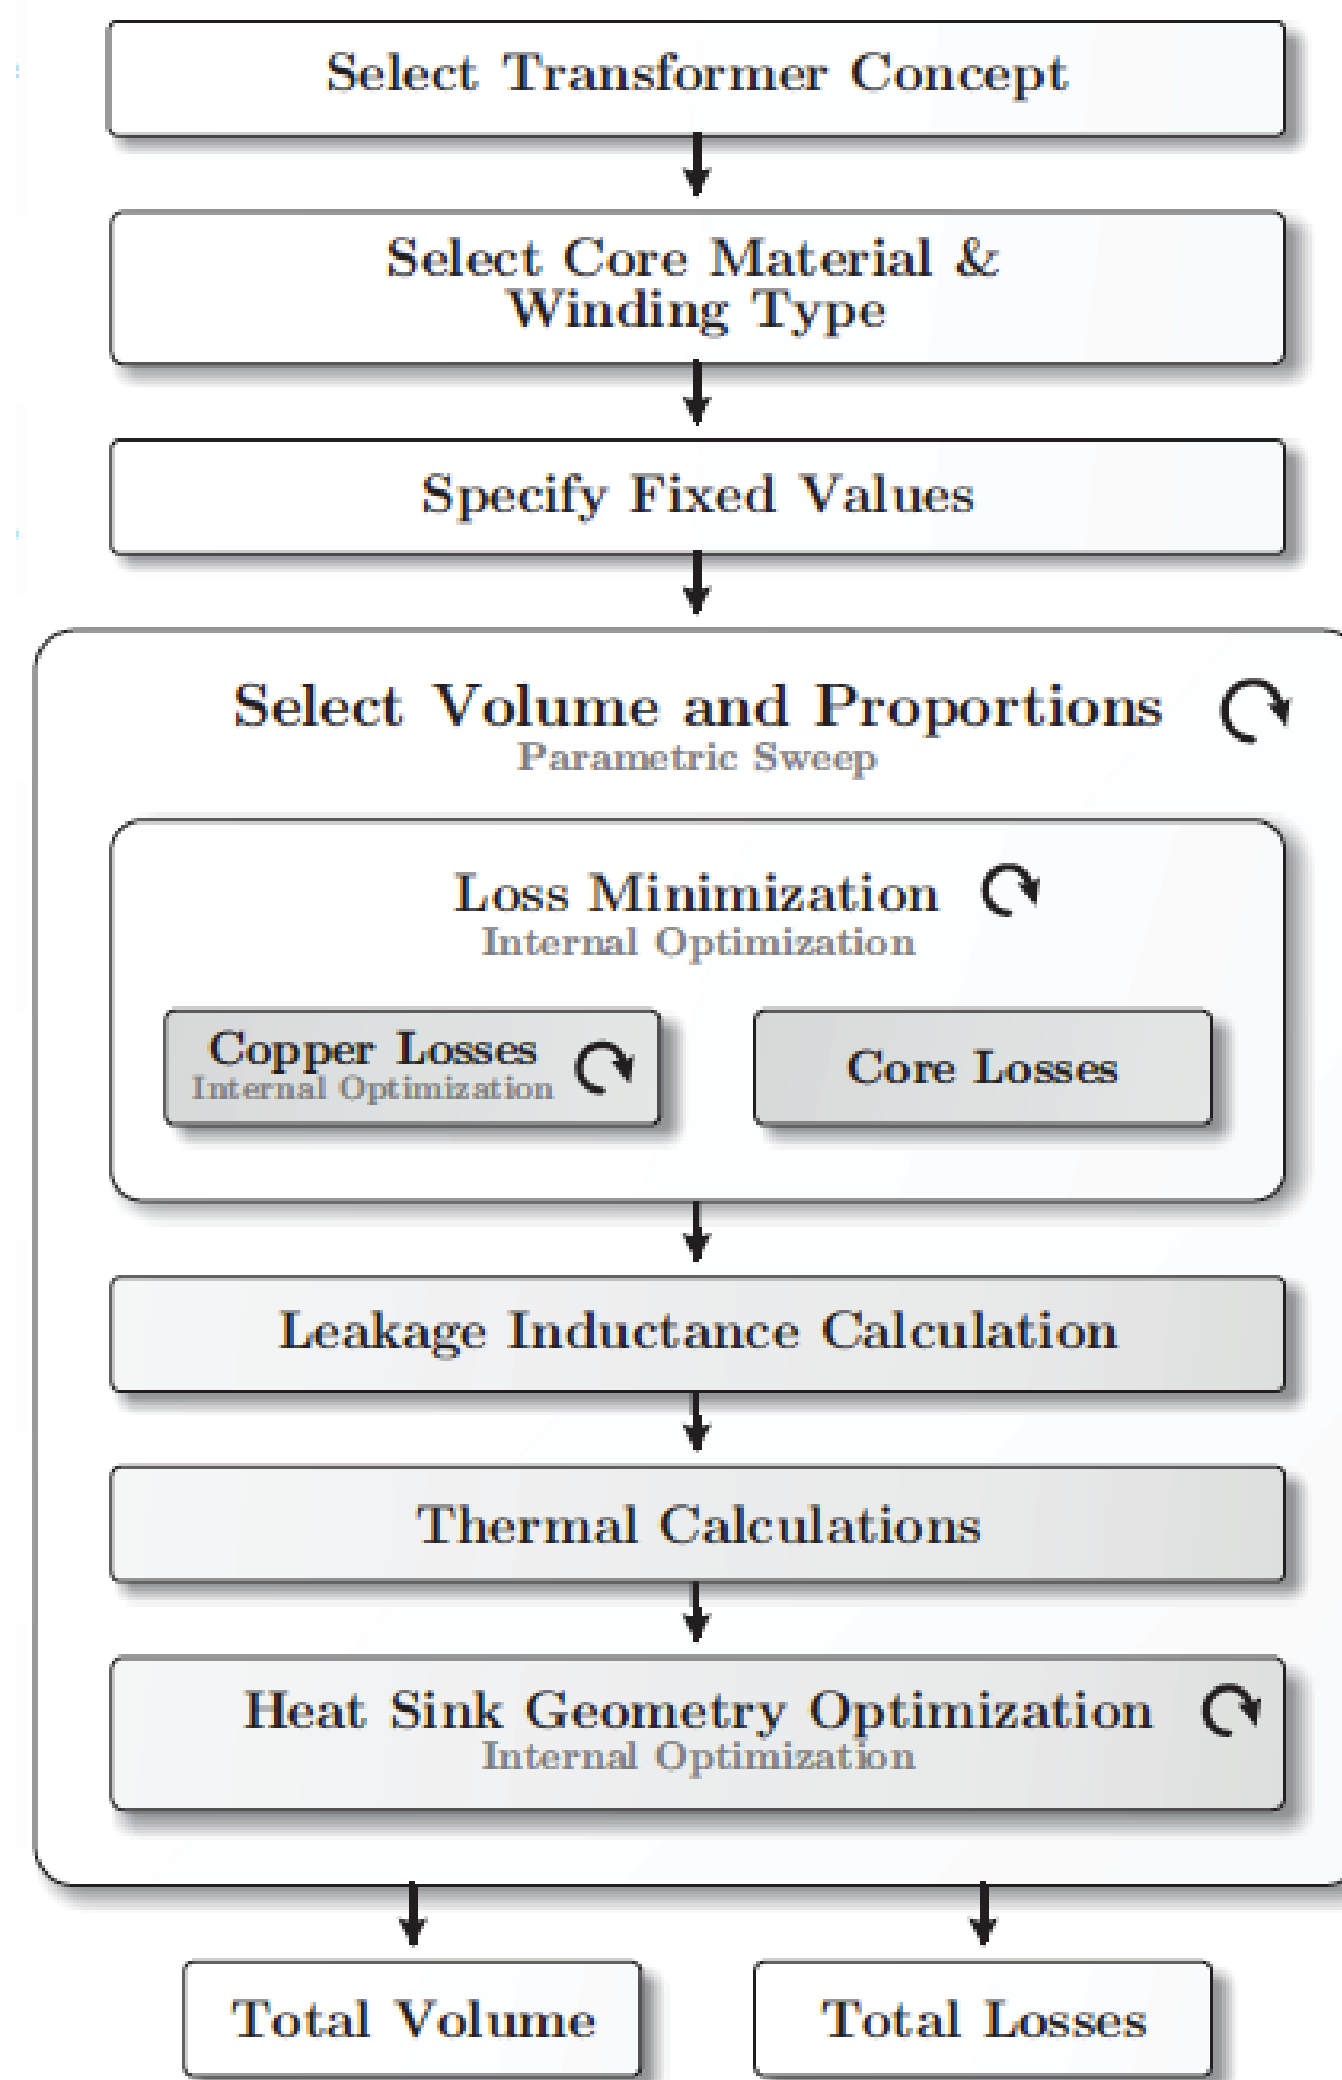 Select Transformer Concept
Select Core Material &
Winding Type
Specify Fixed Values
Select Volume and Proportions
Parametric Sweep
Loss Minimization
Internal Optimization
Copper Losses
Internal Optimization
Core Losses
Leakage Inductance Calculation
Thermal Calculations
Heat Sink Geometry Optimization
Internal Optimization
Total Volume
Total Losses